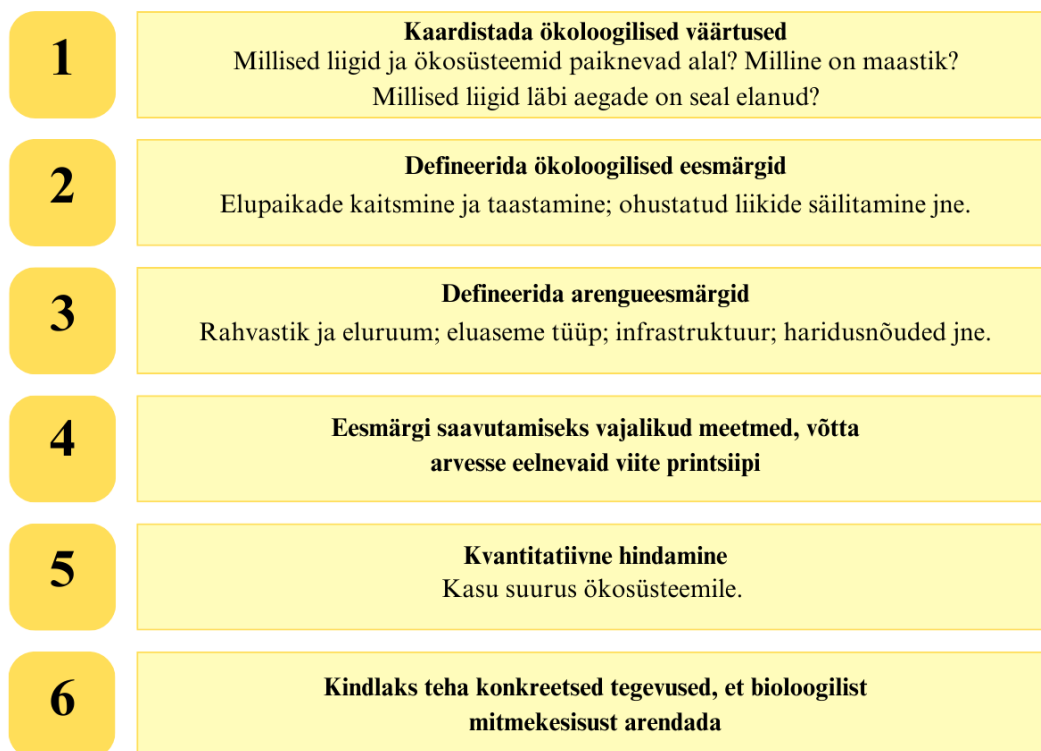 1
Kaardistada ökoloogilised väärtused
Millised liigid ja ökosüsteemid paiknevad alal? Milline on maastik?
Millised liigid läbi aegade on seal elanud?
2
Defineerida ökoloogilised eesmärgid
Elupaikade kaitsmine ja taastamine; ohustatud liikide säilitamine jne.
3
Defineerida arengueesmärgid
Rahvastik ja eluruum; eluaseme tüüp; infrastruktuur; haridusnõuded jne.
4
Eesmärgi saavutamiseks vajalikud meetmed, võtta
arvesse eelnevaid viite printsiipi
5
Kvantitatiivne hindamine
Kasu suurus ökosüsteemile.
6
Kindlaks teha konkreetsed tegevused, et bioloogilist
mitmekesisust arendada